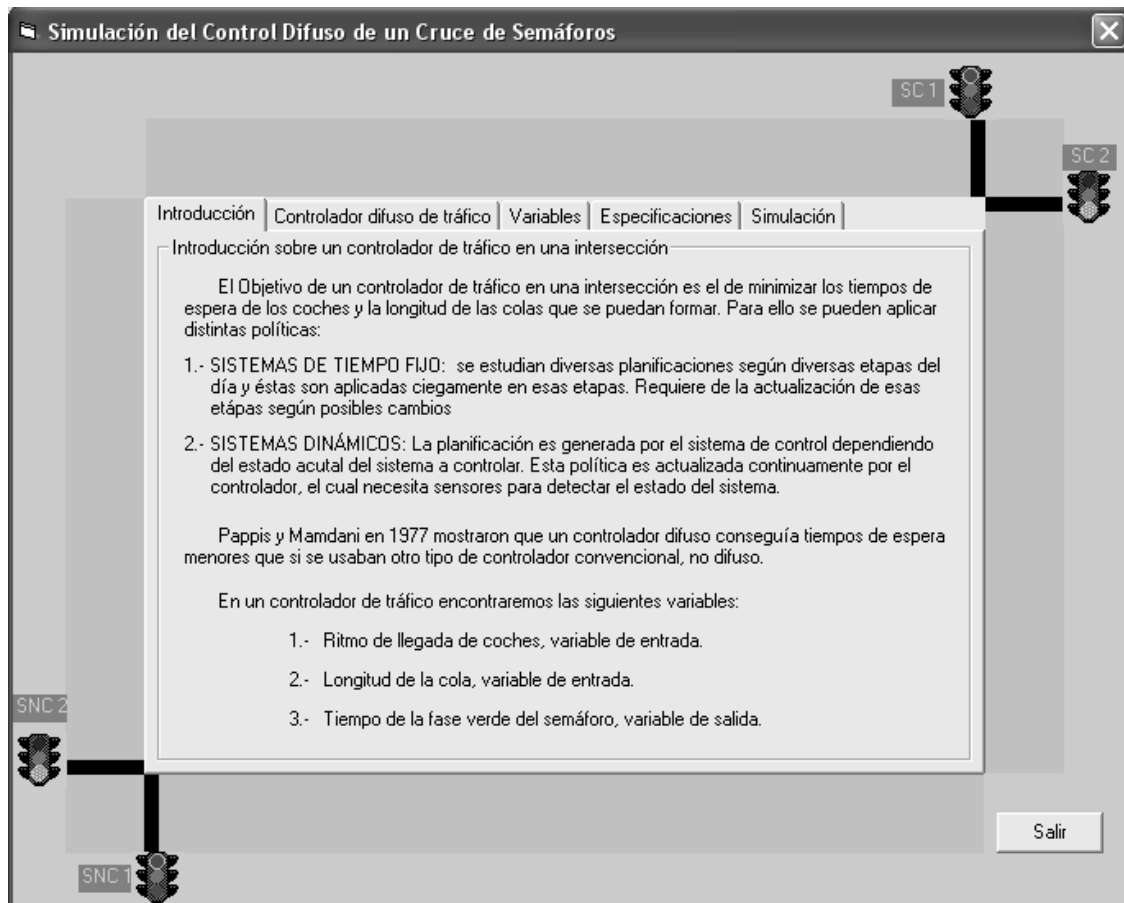 Simulación del Control Difuso de un Cruce de Semáforos
SC 1
SC 2
Introducción
Controlador difuso de tráfico
Variables
Especificaciones
Simulación
Introducción sobre un controlador de tráfico en una intersección
El Objetivo de un controlador de tráfico en una intersección es el de minimizar los tiempos de
espera de los coches y la longitud de las colas que se puedan formar. Para ello se pueden aplicar
distintas políticas:
1.- SISTEMAS DE TIEMPO FIJO: se estudian diversas planificaciones según diversas etapas del
día y éstas son aplicadas ciegamente en esas etapas. Requiere de la actualización de esas
etápas según posibles cambios
2.- SISTEMAS DINÁMICOS: La planificación es generada por el sistema de control dependiendo
del estado acutal del sistema a controlar. Esta política es actualizada continuamente por el
controlador, el cual necesita sensores para detectar el estado del sistema.
Pappis y Mamdani en 1977 mostraron que un controlador difuso conseguía tiempos de espera
menores que si se usaban otro tipo de controlador convencional, no difuso.
En un controlador de tráfico encontraremos las siguientes variables:
1.- Ritmo de llegada de coches, variable de entrada.
2.- Longitud de la cola, variable de entrada.
3.- Tiempo de la fase verde del semáforo, variable de salida.
SNC 2
Salir
SNC 1